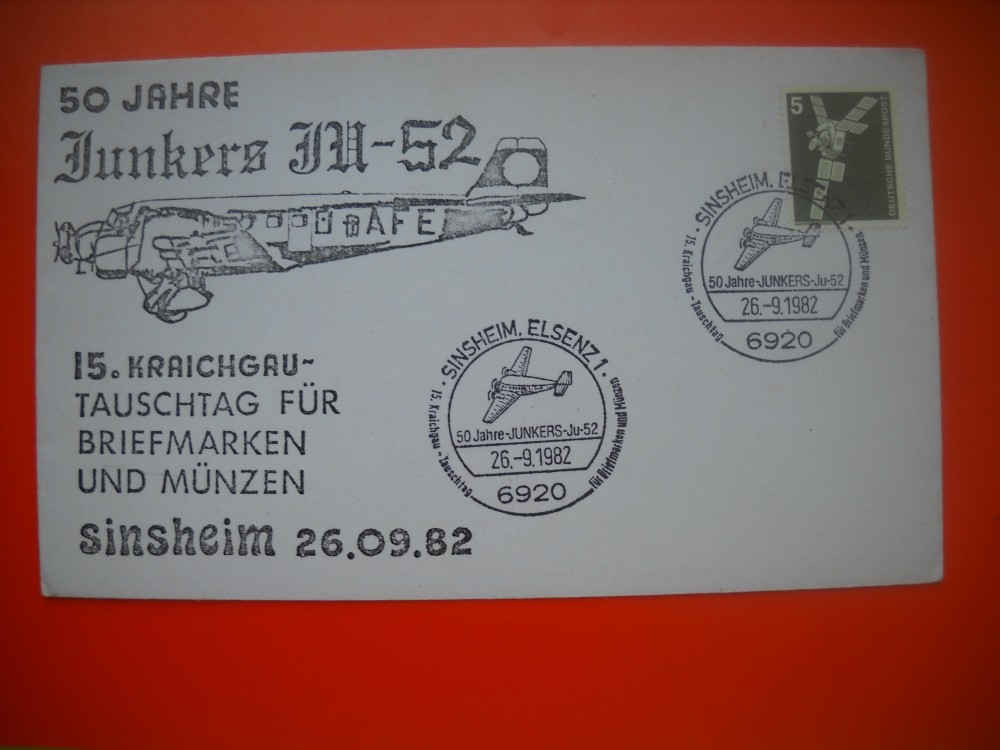 50 JAHRE
Junkers JU-52
AFE
15. KRAICHGAU-
TAUSCHTAG FÜR
BRIEFMARKEN
UND MÜNZEN
Sinsheim 26.09.82
5
DEUTSCHE BUNDESPOST
· SINSHEIM, ELSENZ 1 ·
50 Jahre-JUNKERS-Ju-52
26.-9.1982
6920
15. Kraichgau-Tauschtag für Briefmarken und Münzen
· SINSHEIM, ELSENZ 1 ·
50 Jahre-JUNKERS-Ju-52
26.-9.1982
6920
15. Kraichgau-Tauschtag für Briefmarken und Münzen